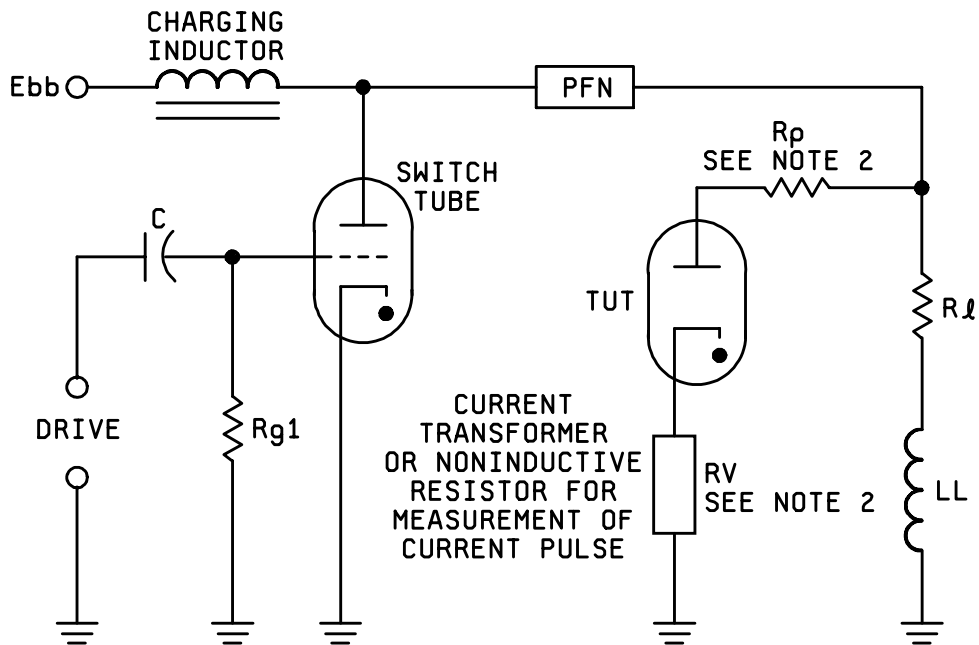 CHARGING
INDUCTOR
Ebb
PFN
Rp
SEE NOTE 2
SWITCH
TUBE
C
TUT
Rℓ
DRIVE
Rg1
CURRENT
TRANSFORMER
OR NONINDUCTIVE
RESISTOR FOR
MEASUREMENT OF
CURRENT PULSE
RV
SEE NOTE 2
LL